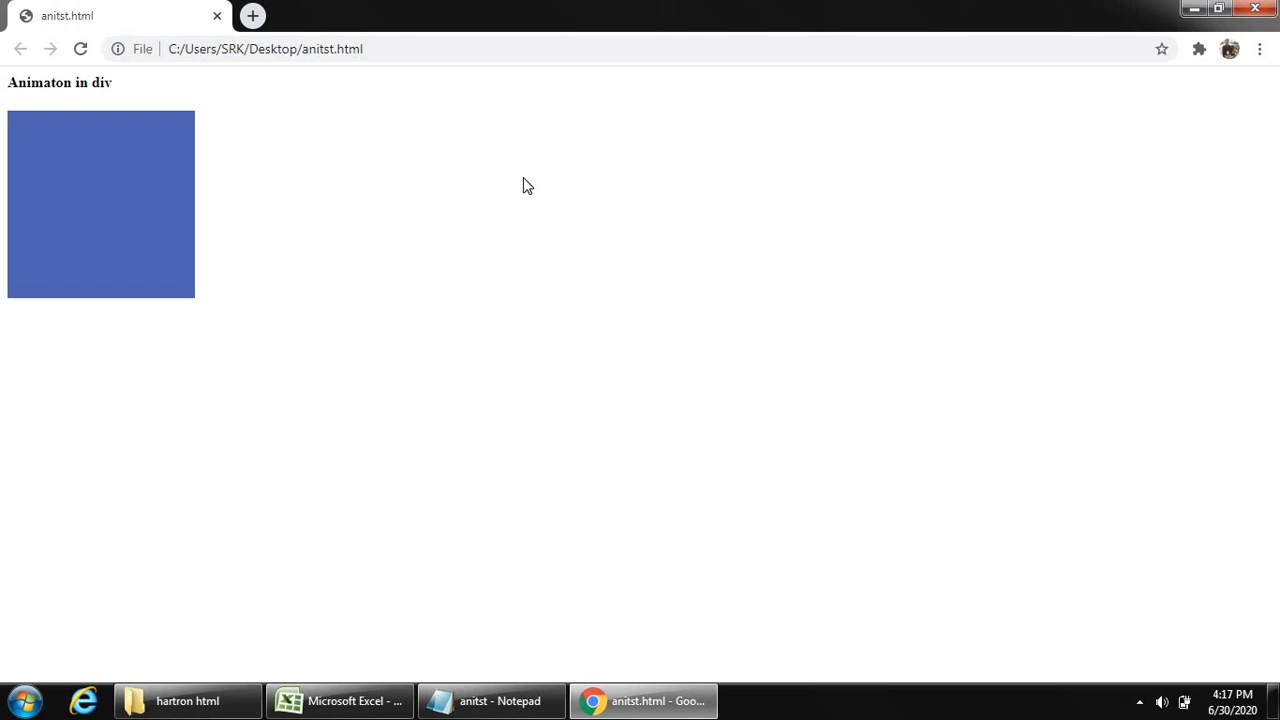 anitst.html
File C:/Users/SRK/Desktop/anitst.html
Animaton in div
hartron html
Microsoft Excel - ...
anitst - Notepad
anitst.html - Goo...
4:17 PM
6/30/2020